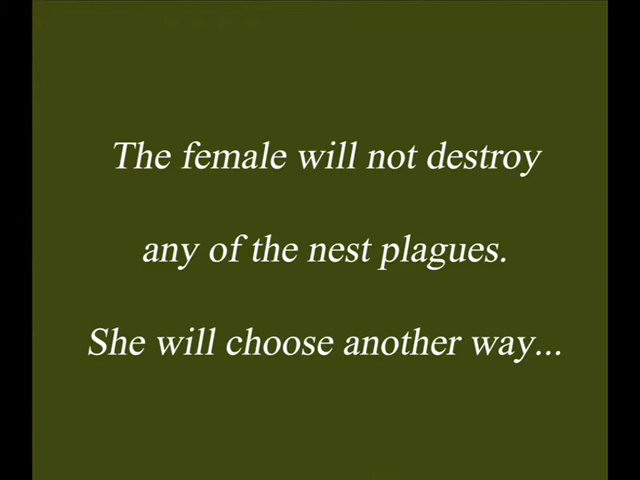 The female will not destroy
any of the nest plagues.
She will choose another way...